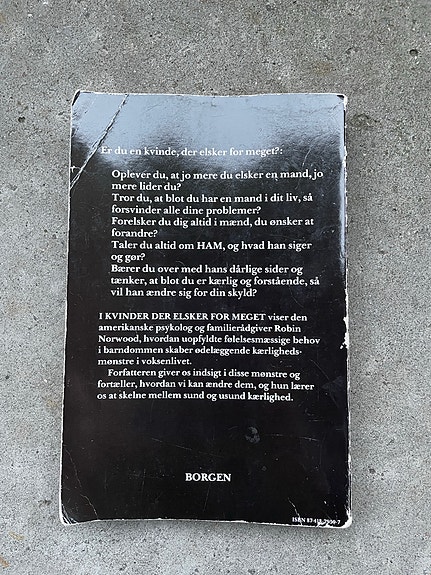 Er du en kvinde, der elsker for meget?:
Oplever du, at jo mere du elsker en mand, jo
mere lider du?
Tror du, at blot du har en mand i dit liv, så
forsvinder alle dine problemer?
Forelsker du dig altid i mænd, du ønsker at
forandre?
Taler du altid om HAM, og hvad han siger
og gør?
Bærer du over med hans dårlige sider og
tænker, at blot du er kærlig og forstående, så
vil han ændre sig for din skyld?
I KVINDER DER ELSKER FOR MEGET viser den
amerikanske psykolog og familierådgiver Robin
Norwood, hvordan uopfyldte følelsesmæssige behov
i barndommen skaber ødelæggende kærligheds-
mønstre i voksenlivet.
Forfatteren giver os indsigt i disse mønstre og
fortæller, hvordan vi kan ændre dem, og hun lærer
os at skelne mellem sund og usund kærlighed.
BORGEN
ISBN